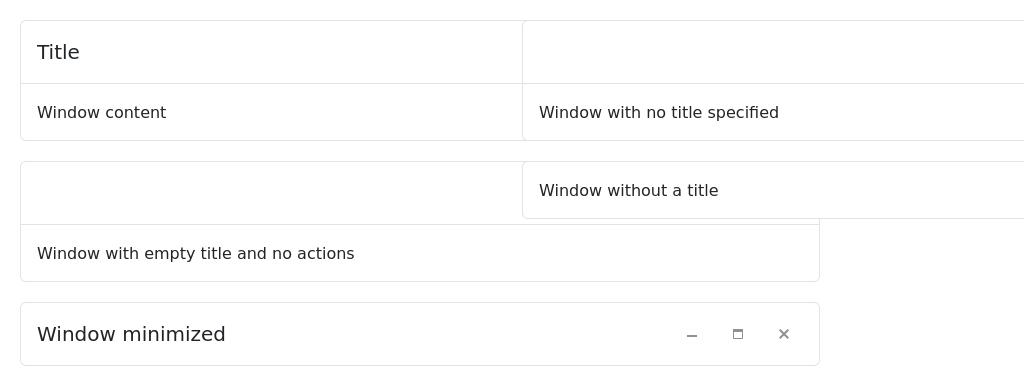 Title
Window content
Window with no title specified
Window without a title
Window with empty title and no actions
Window minimized